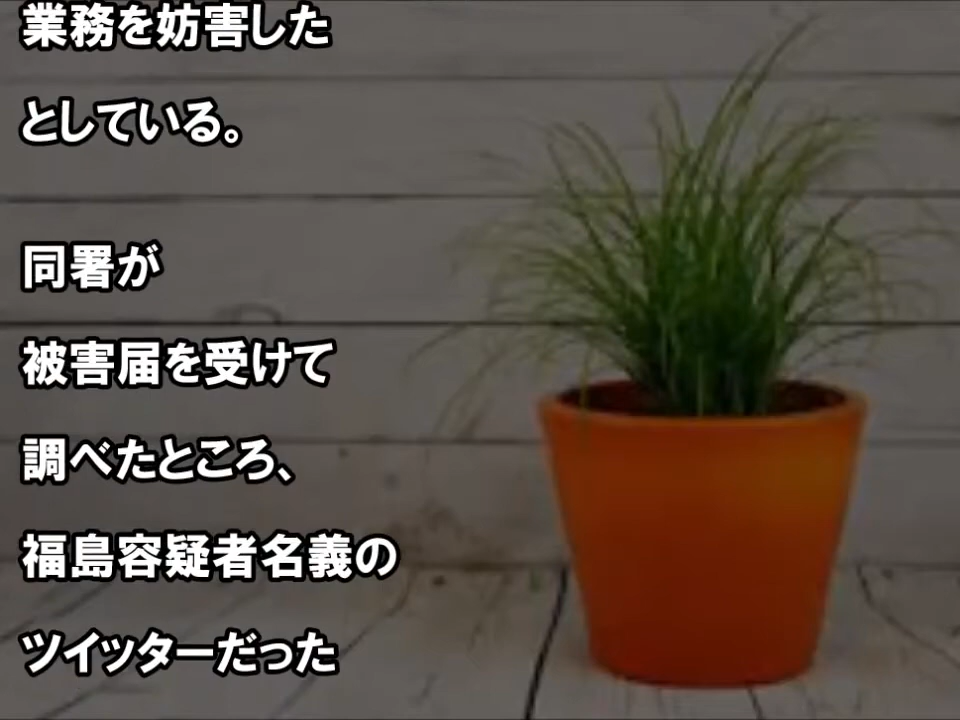 業務を妨害した
としている。
同署が
被害届を受けて
調べたところ、
福島容疑者名義の
ツイッターだった